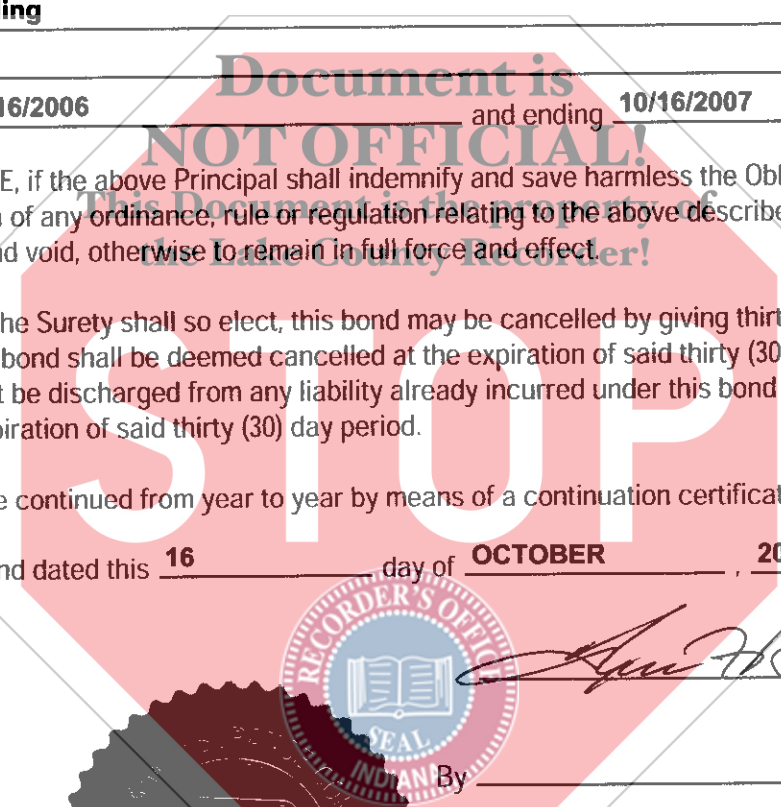 ing
Document is
16/2006 and ending 10/16/2007
NOT OFFICIAL!
E, if the above Principal shall indemnify and save harmless the Obl
This Document is the property of
of any ordinance, rule or regulation relating to the above describe
nd void, otherwise to remain in full force and effect.
the Lake County Recorder!
he Surety shall so elect, this bond may be cancelled by giving thirt
bond shall be deemed cancelled at the expiration of said thirty (30
t be discharged from any liability already incurred under this bond
piration of said thirty (30) day period.
STOP
e continued from year to year by means of a continuation certificat
nd dated this 16 day of OCTOBER , 20
RECORDER'S OFFICE
SEAL
INDIANA
By